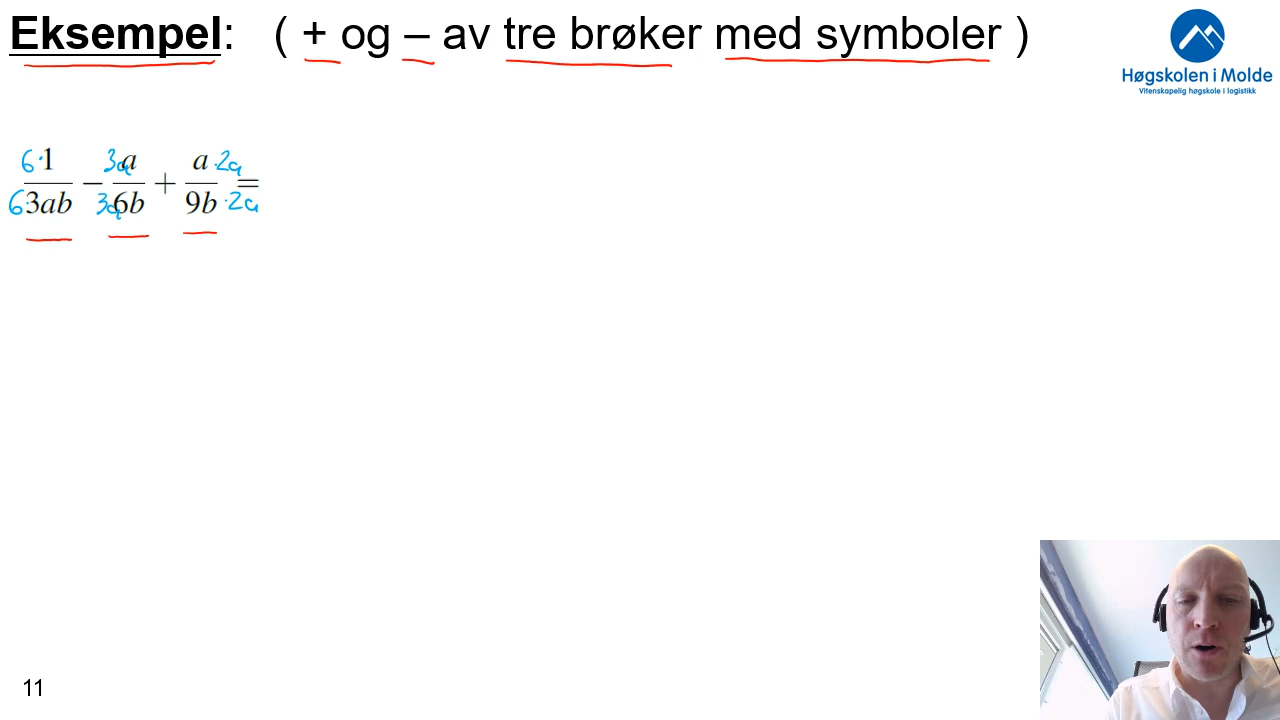 Eksempel: ( + og – av tre brøker med symboler )
Høgskolen i Molde
Vitenskapelig høgskole i logistikk
6·1 3a a a ·2a
— + =
6 3ab 3a 6b 9b ·2a
11